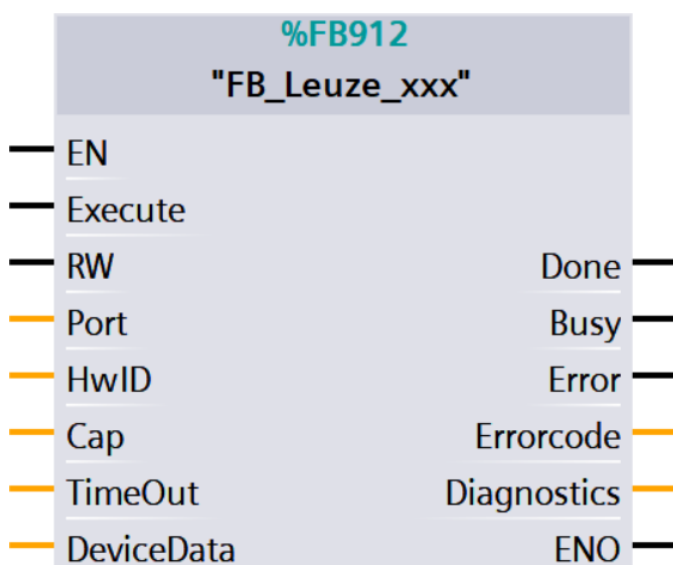 %FB912
"FB_Leuze_xxx"
EN
Execute
RW Done
Port Busy
HwID Error
Cap Errorcode
TimeOut Diagnostics
DeviceData ENO